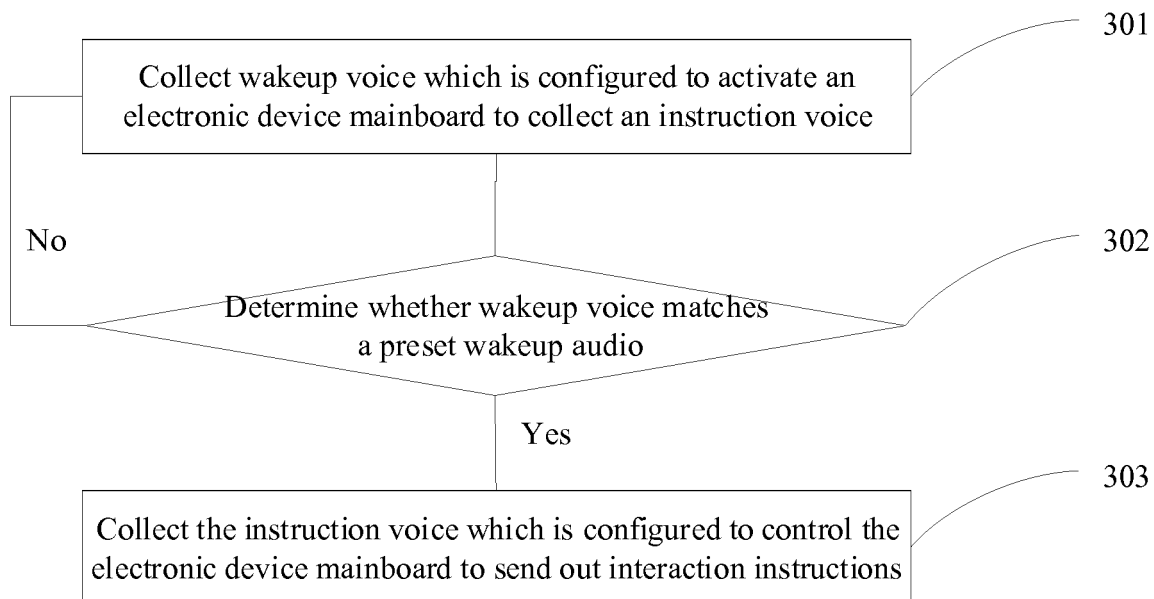 301
Collect wakeup voice which is configured to activate an
electronic device mainboard to collect an instruction voice
No
302
Determine whether wakeup voice matches
a preset wakeup audio
Yes
303
Collect the instruction voice which is configured to control the
electronic device mainboard to send out interaction instructions